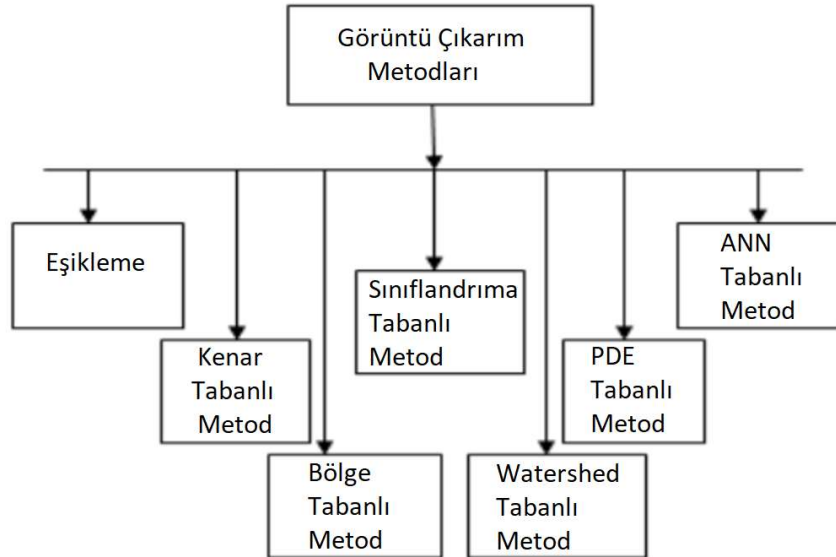 Görüntü Çıkarım
Metodları
Eşikleme
Kenar
Tabanlı
Metod
Bölge
Tabanlı
Metod
Sınıflandrıma
Tabanlı
Metod
Watershed
Tabanlı
Metod
PDE
Tabanlı
Metod
ANN
Tabanlı
Metod